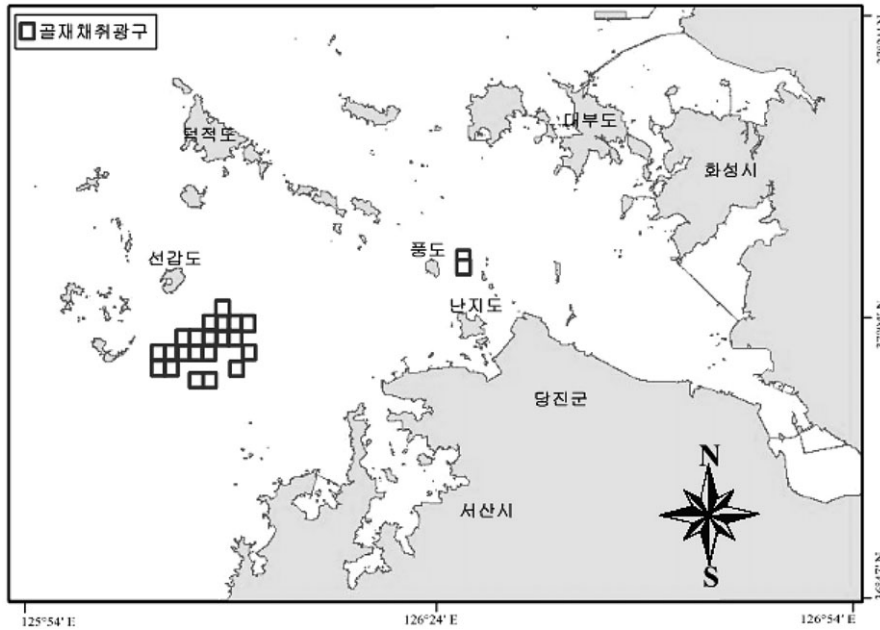 골재채취광구
덕적도
대부도
화성시
풍도
선갑도
난지도
당진군
서산시
N
S
125°54' E
126°24' E
126°54' E